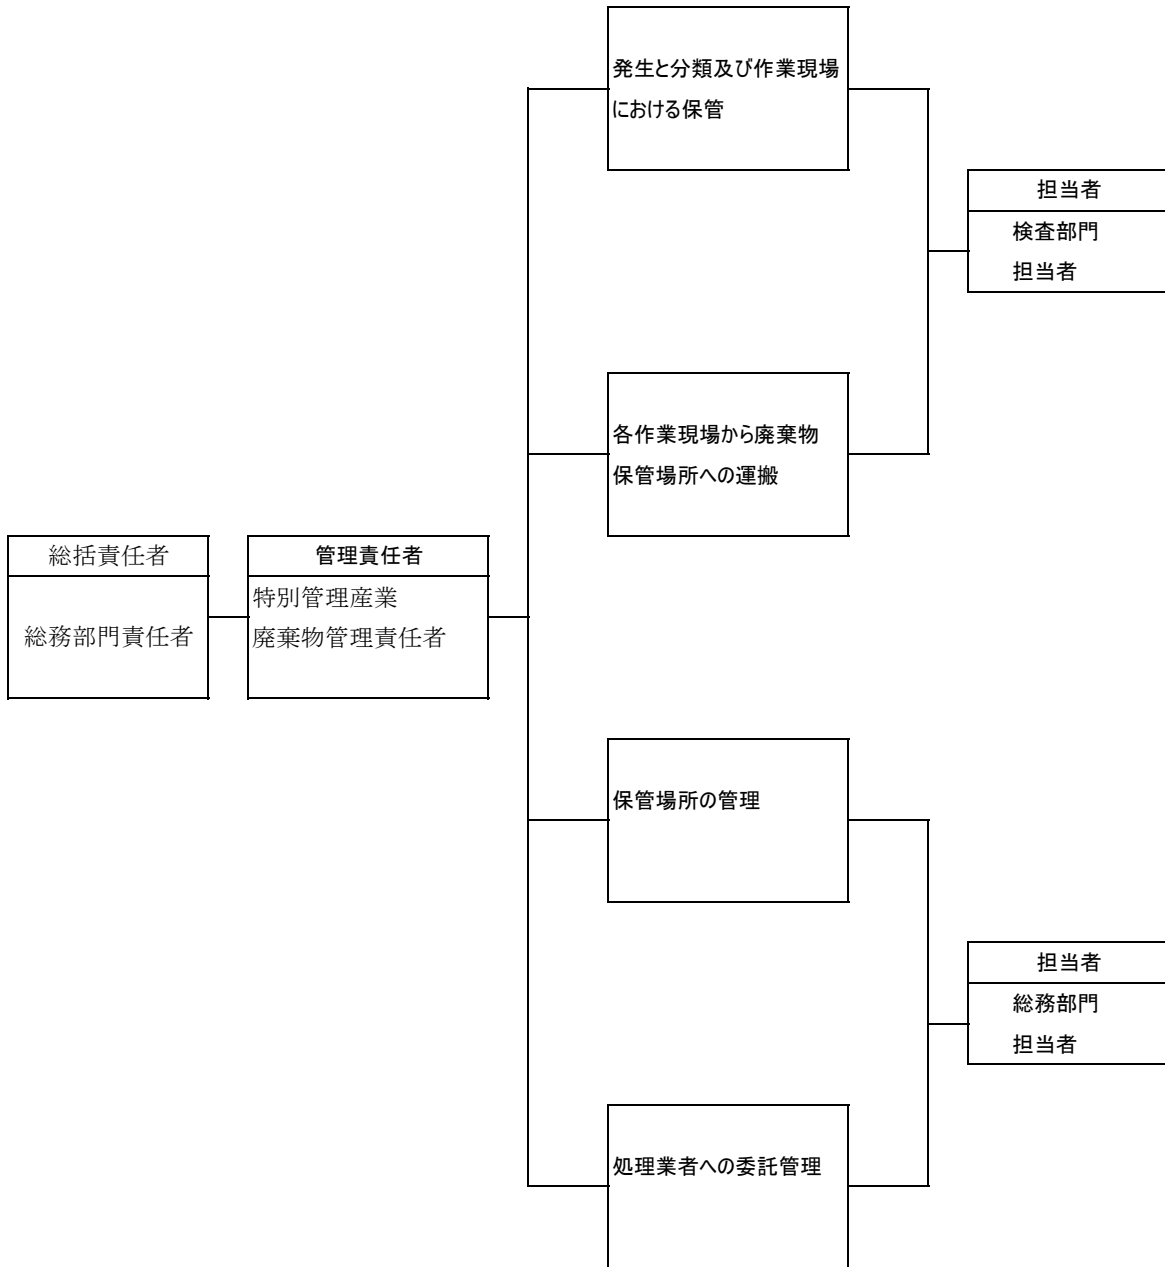 発生と分類及び作業現場
における保管
担当者
検査部門
担当者
各作業現場から廃棄物
保管場所への運搬
総括責任者
総務部門責任者
管理責任者
特別管理産業
廃棄物管理責任者
保管場所の管理
担当者
総務部門
担当者
処理業者への委託管理